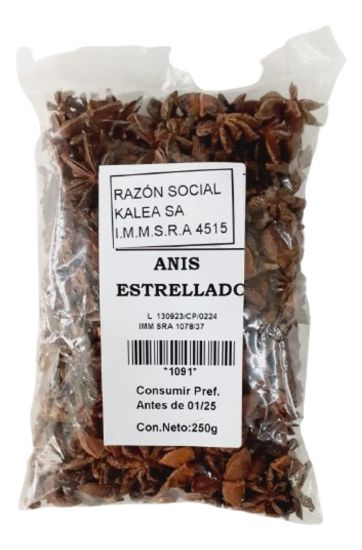 RAZÓN SOCIAL
KALEA SA
I.M.M.S.R.A 4515
ANIS
ESTRELLADO
L 130923/CP/0224
IMM SRA 1078/37
*1091*
Consumir Pref.
Antes de 01/25
Con.Neto:250g